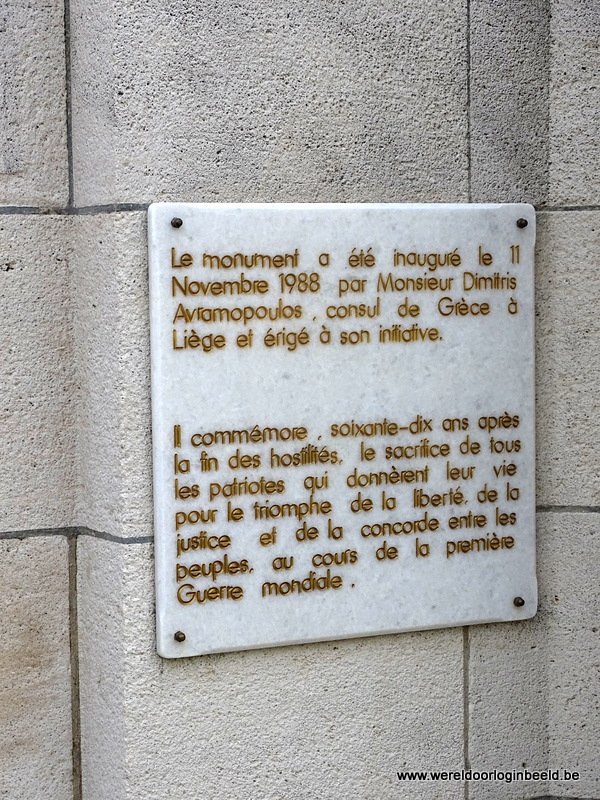 Le monument a été inauguré le 11
Novembre 1988 par Monsieur Dimitris
Avramopoulos , consul de Grèce à
Liège et érigé à son initiative.
Il commémore , soixante-dix ans après
la fin des hostilités, le sacrifice de tous
les patriotes qui donnèrent leur vie
pour le triomphe de la liberté, de la
justice et de la concorde entre les
peuples, au cours de la première
Guerre mondiale .
www.wereldoorloginbeeld.be